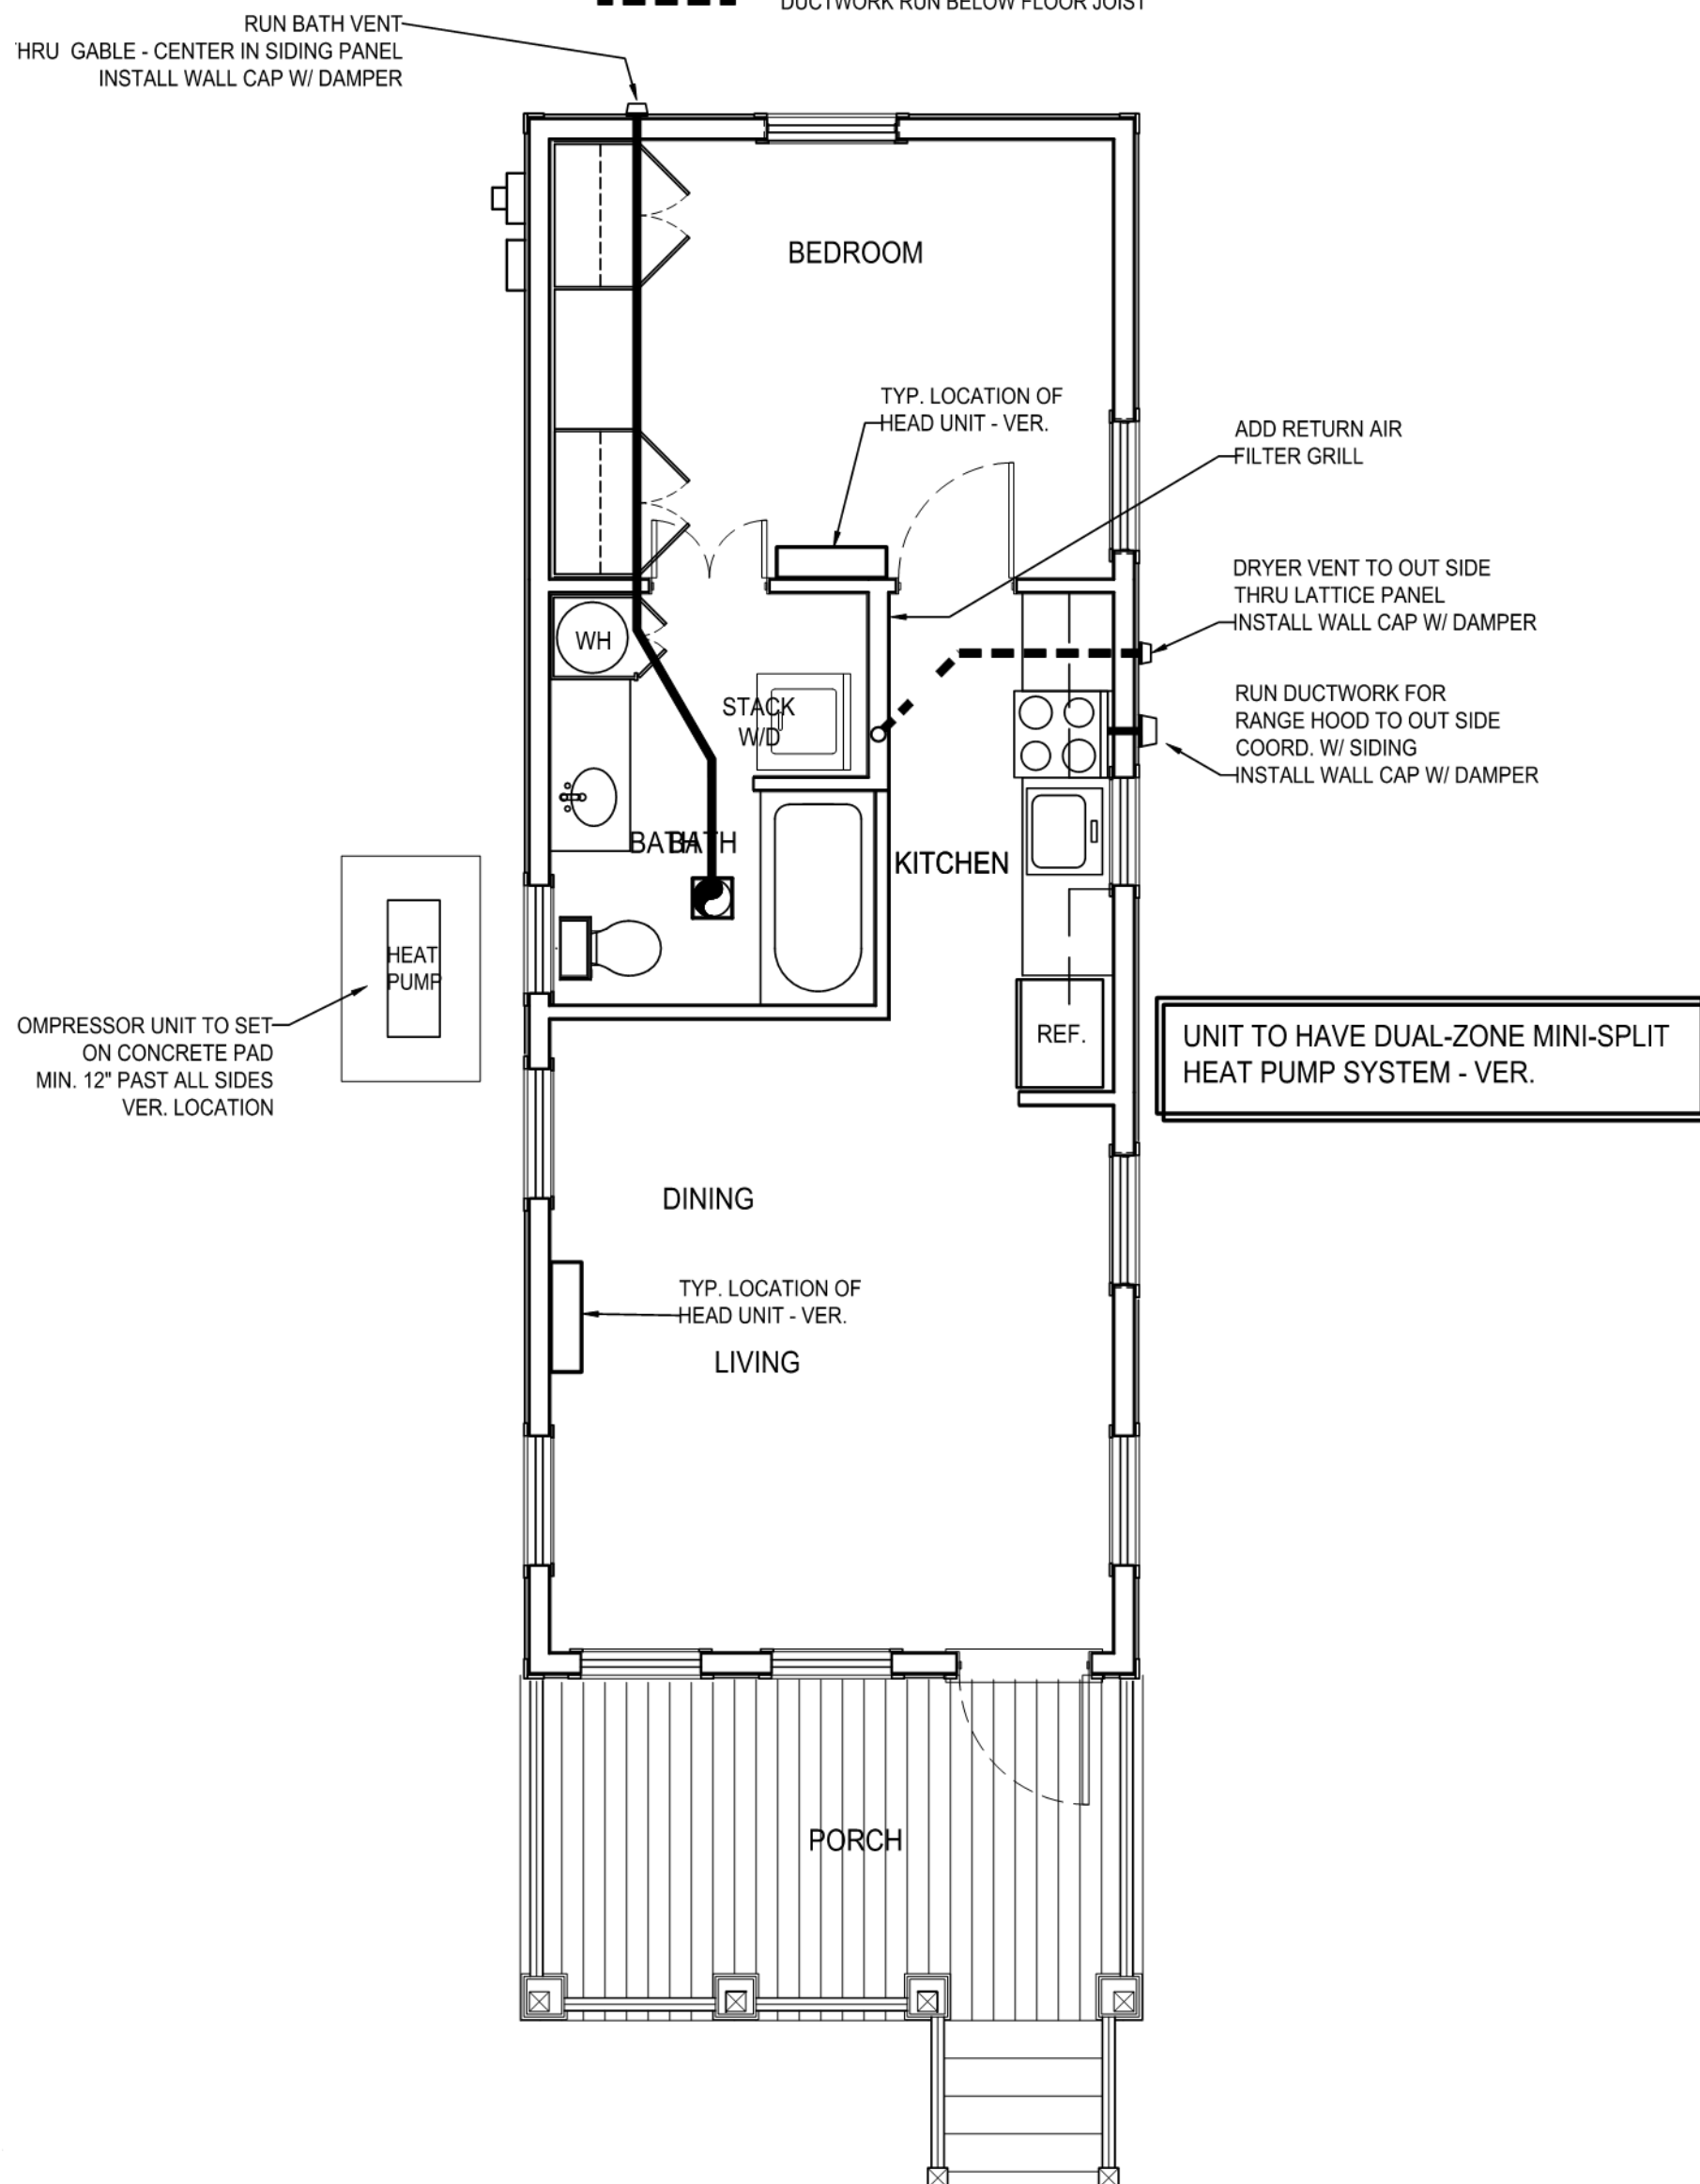 DUCTWORK RUN BELOW FLOOR JOIST
RUN BATH VENT
HRU GABLE - CENTER IN SIDING PANEL
INSTALL WALL CAP W/ DAMPER
BEDROOM
TYP. LOCATION OF
HEAD UNIT - VER.
ADD RETURN AIR
FILTER GRILL
DRYER VENT TO OUT SIDE
THRU LATTICE PANEL
INSTALL WALL CAP W/ DAMPER
WH
STACK
W/D
RUN DUCTWORK FOR
RANGE HOOD TO OUT SIDE
COORD. W/ SIDING
INSTALL WALL CAP W/ DAMPER
BATH
BATH
KITCHEN
HEAT
PUMP
OMPRESSOR UNIT TO SET
ON CONCRETE PAD
MIN. 12" PAST ALL SIDES
VER. LOCATION
REF.
UNIT TO HAVE DUAL-ZONE MINI-SPLIT
HEAT PUMP SYSTEM - VER.
DINING
TYP. LOCATION OF
HEAD UNIT - VER.
LIVING
PORCH